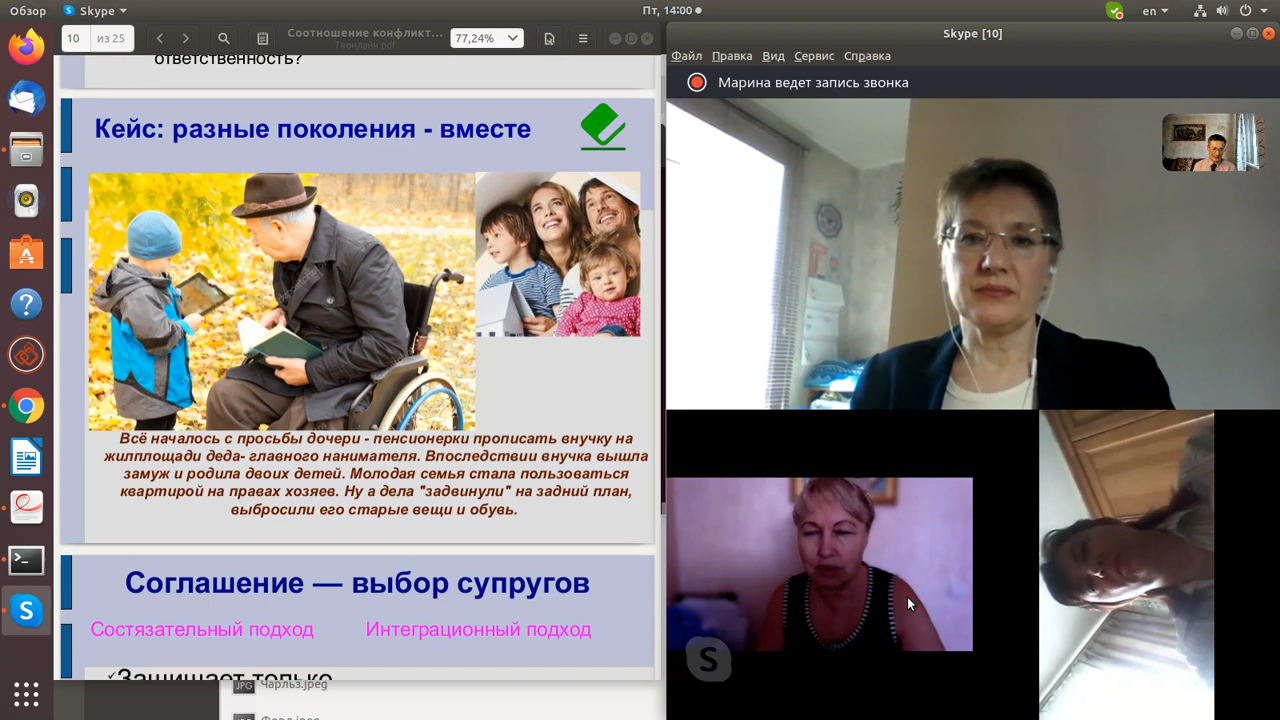 Обзор
Skype
Пт, 14:00
en
10
из 25
Соотношение конфликт...
77,24%
Skype [10]
Файл Правка Вид Сервис Справка
Марина ведет запись звонка
ответственность?
Кейс: разные поколения - вместе
Всё началось с просьбы дочери - пенсионерки прописать внучку на
жилплощади деда- главного нанимателя. Впоследствии внучка вышла
замуж и родила двоих детей. Молодая семья стала пользоваться
квартирой на правах хозяев. Ну а дела "задвинули" на задний план,
выбросили его старые вещи и обувь.
Соглашение — выбор супругов
Состязательный подход
Интеграционный подход
Защищает только
Чарльз.jpeg